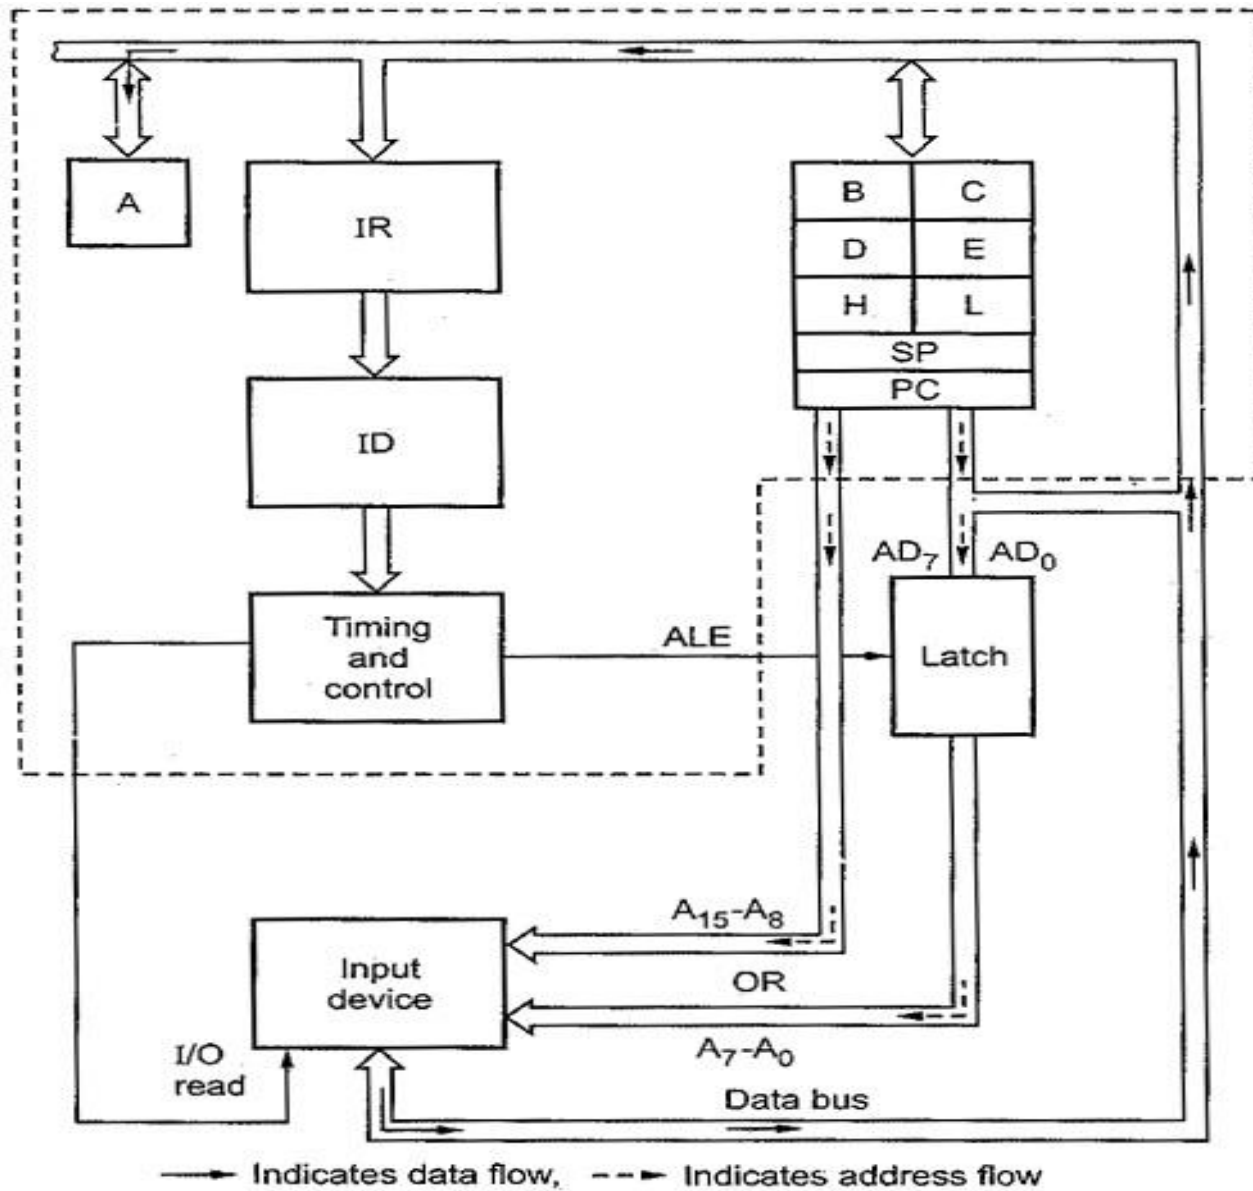 A
IR
B
C
D
E
H
L
SP
PC
ID
AD₇
AD₀
Timing
and
control
ALE
Latch
A₁₅-A₈
Input
device
OR
A₇-A₀
I/O
read
Data bus
Indicates data flow, Indicates address flow